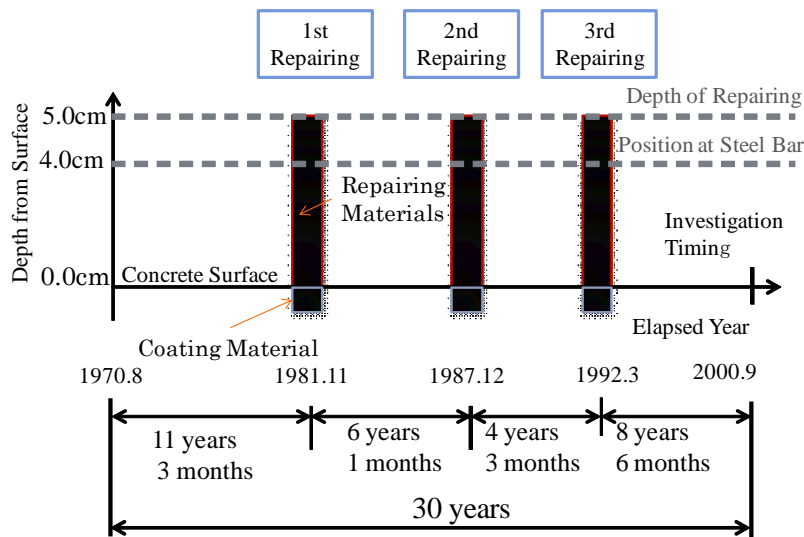 1st
Repairing
2nd
Repairing
3rd
Repairing
Depth from Surface
5.0cm
Depth of Repairing
4.0cm
Position at Steel Bar
Repairing
Materials
Investigation
Timing
0.0cm
Concrete Surface
Elapsed Year
Coating Material
1970.8
1981.11
1987.12
1992.3
2000.9
11 years
3 months
6 years
1 months
4 years
3 months
8 years
6 months
30 years